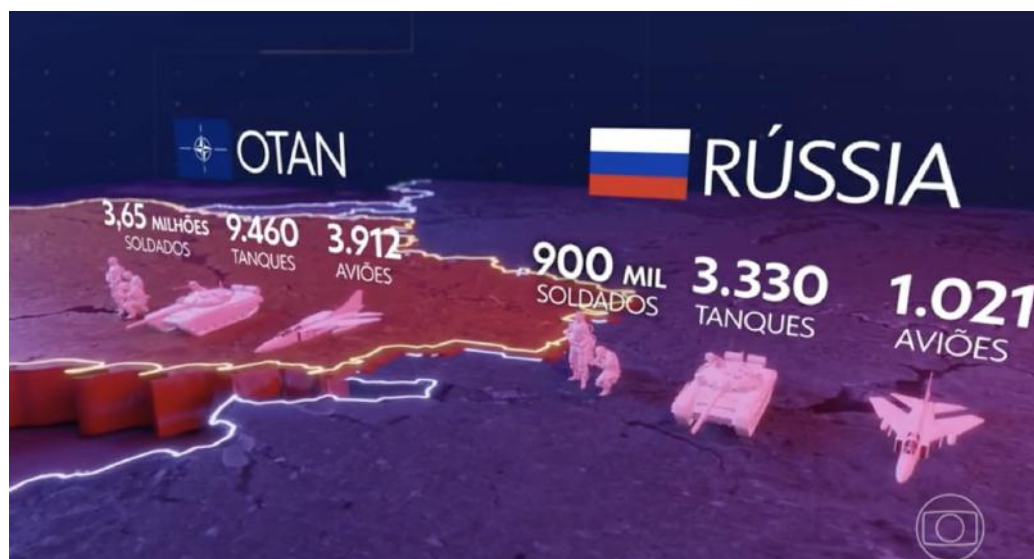 OTAN
3,65 MILHÕES
SOLDADOS
9.460
TANQUES
3.912
AVIÕES
RÚSSIA
900 MIL
SOLDADOS
3.330
TANQUES
1.021
AVIÕES